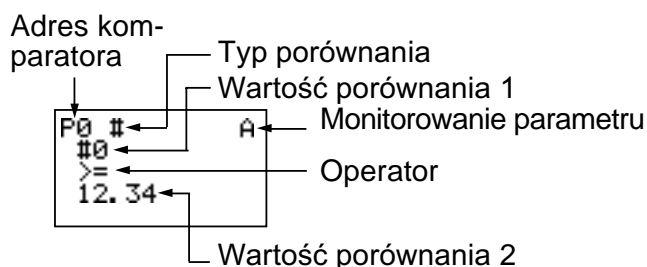 Adres kom-
paratora
Typ porównania
Wartość porównania 1
P0 #
A
Monitorowanie parametru
#0
>=
Operator
12.34
Wartość porównania 2